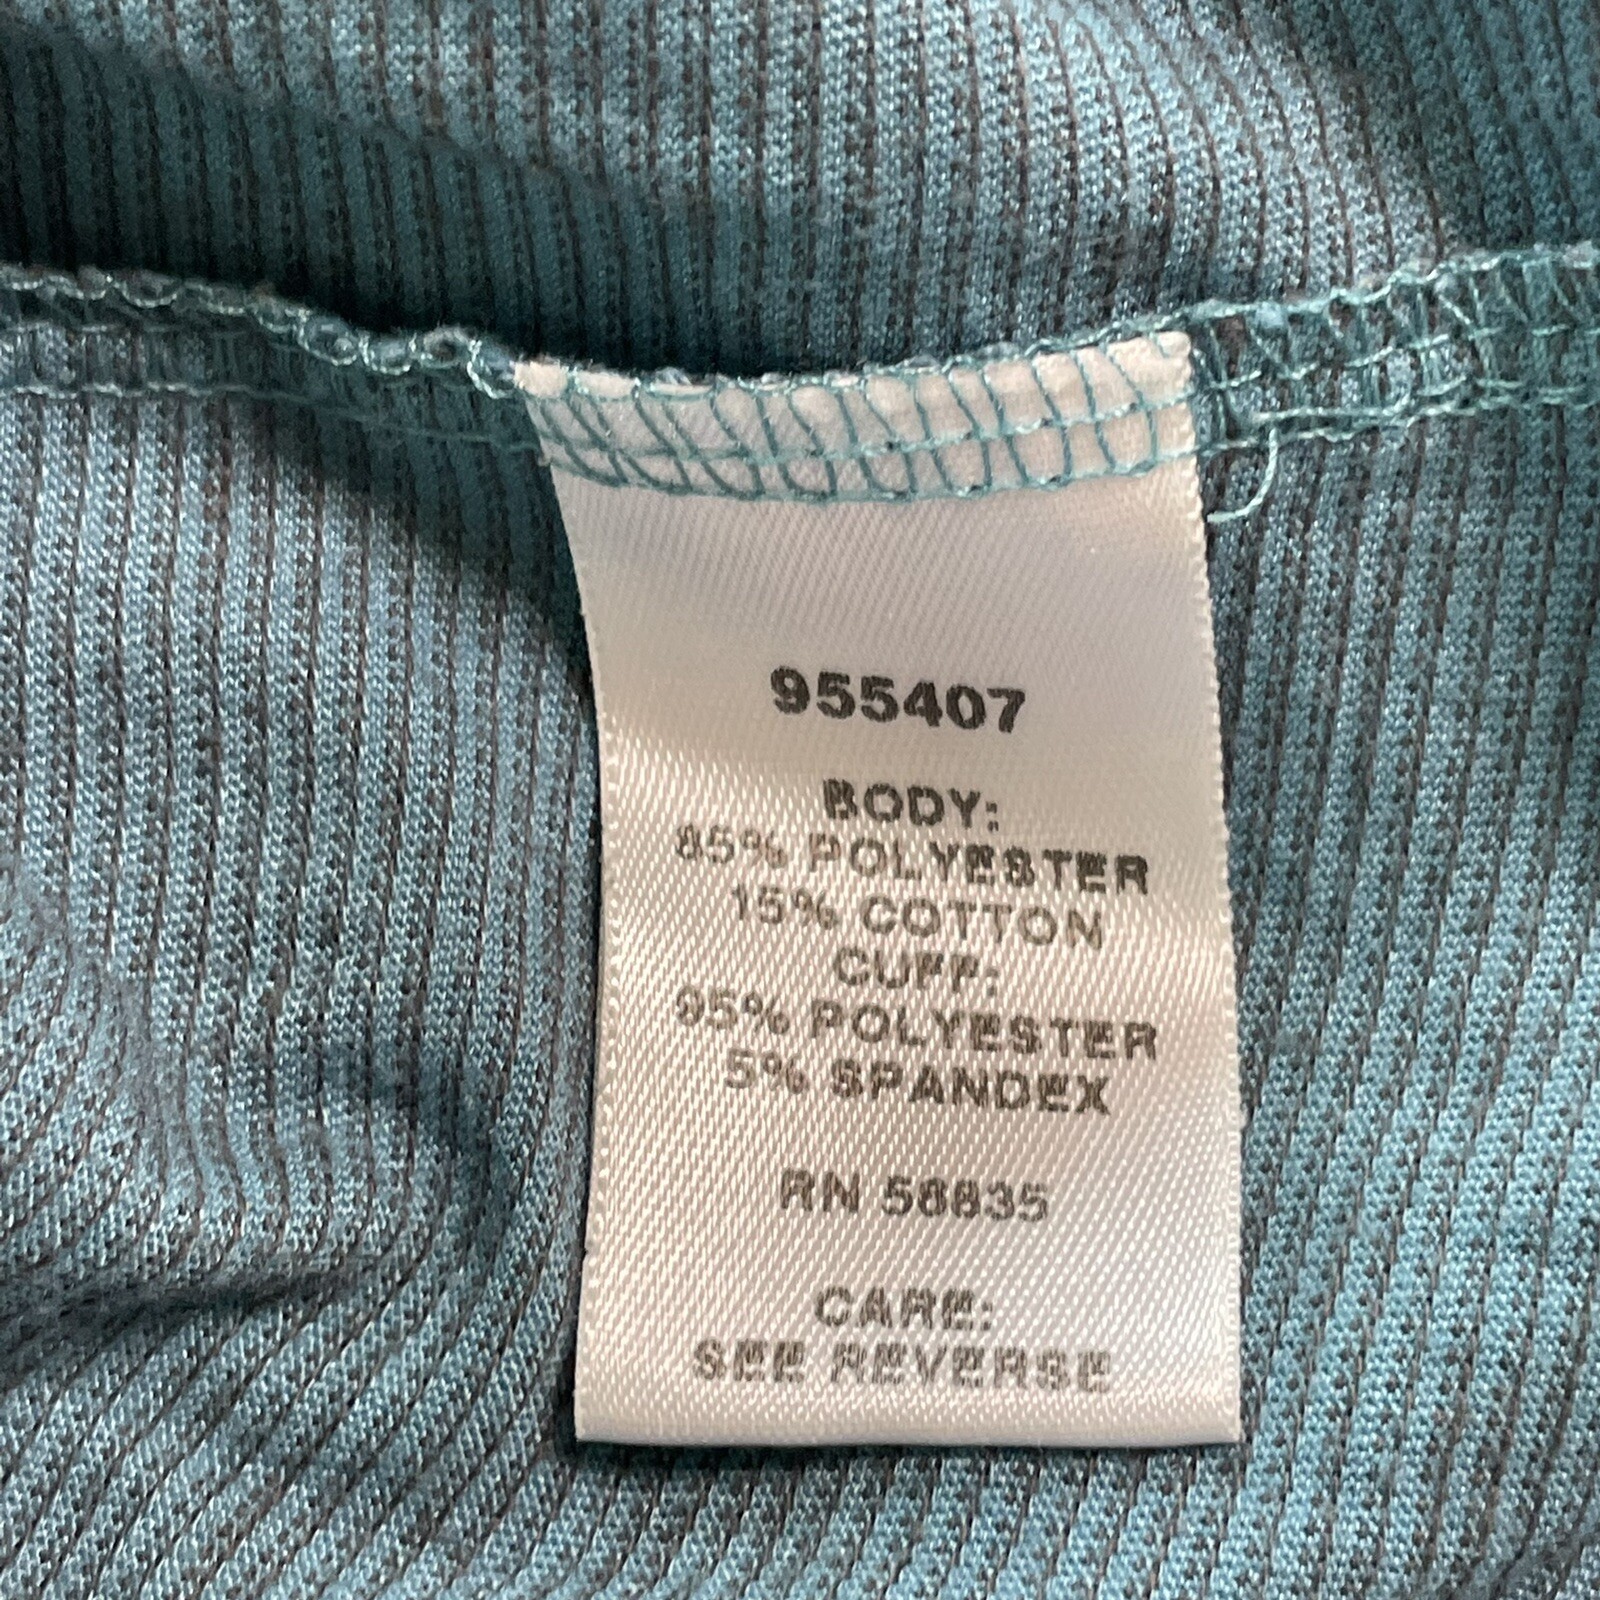 955407
BODY:
85% POLYESTER
15% COTTON
CUFF:
95% POLYESTER
5% SPANDEX
RN 58835
CARE:
SEE REVERSE